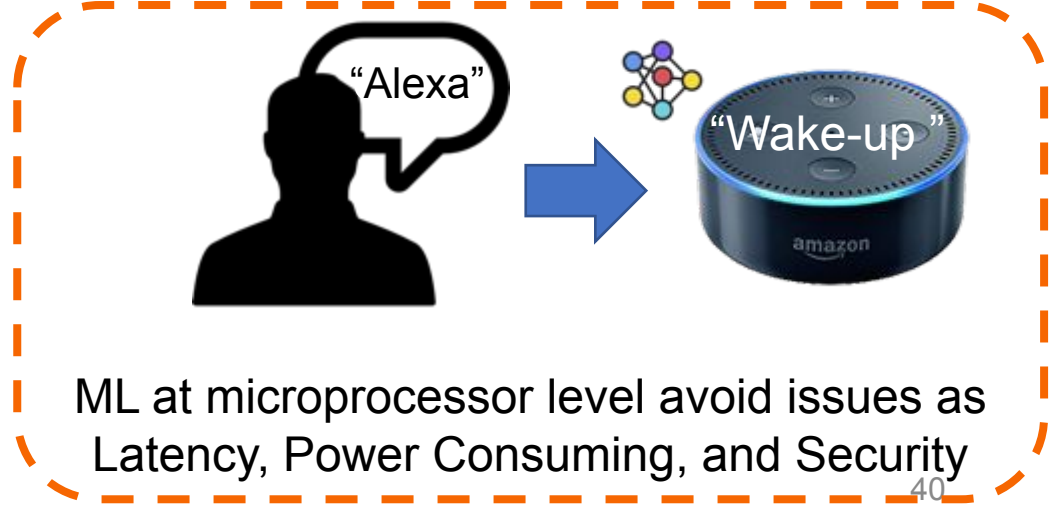 “Alexa”
“Wake-up ”
amazon
ML at microprocessor level avoid issues as
Latency, Power Consuming, and Security
40